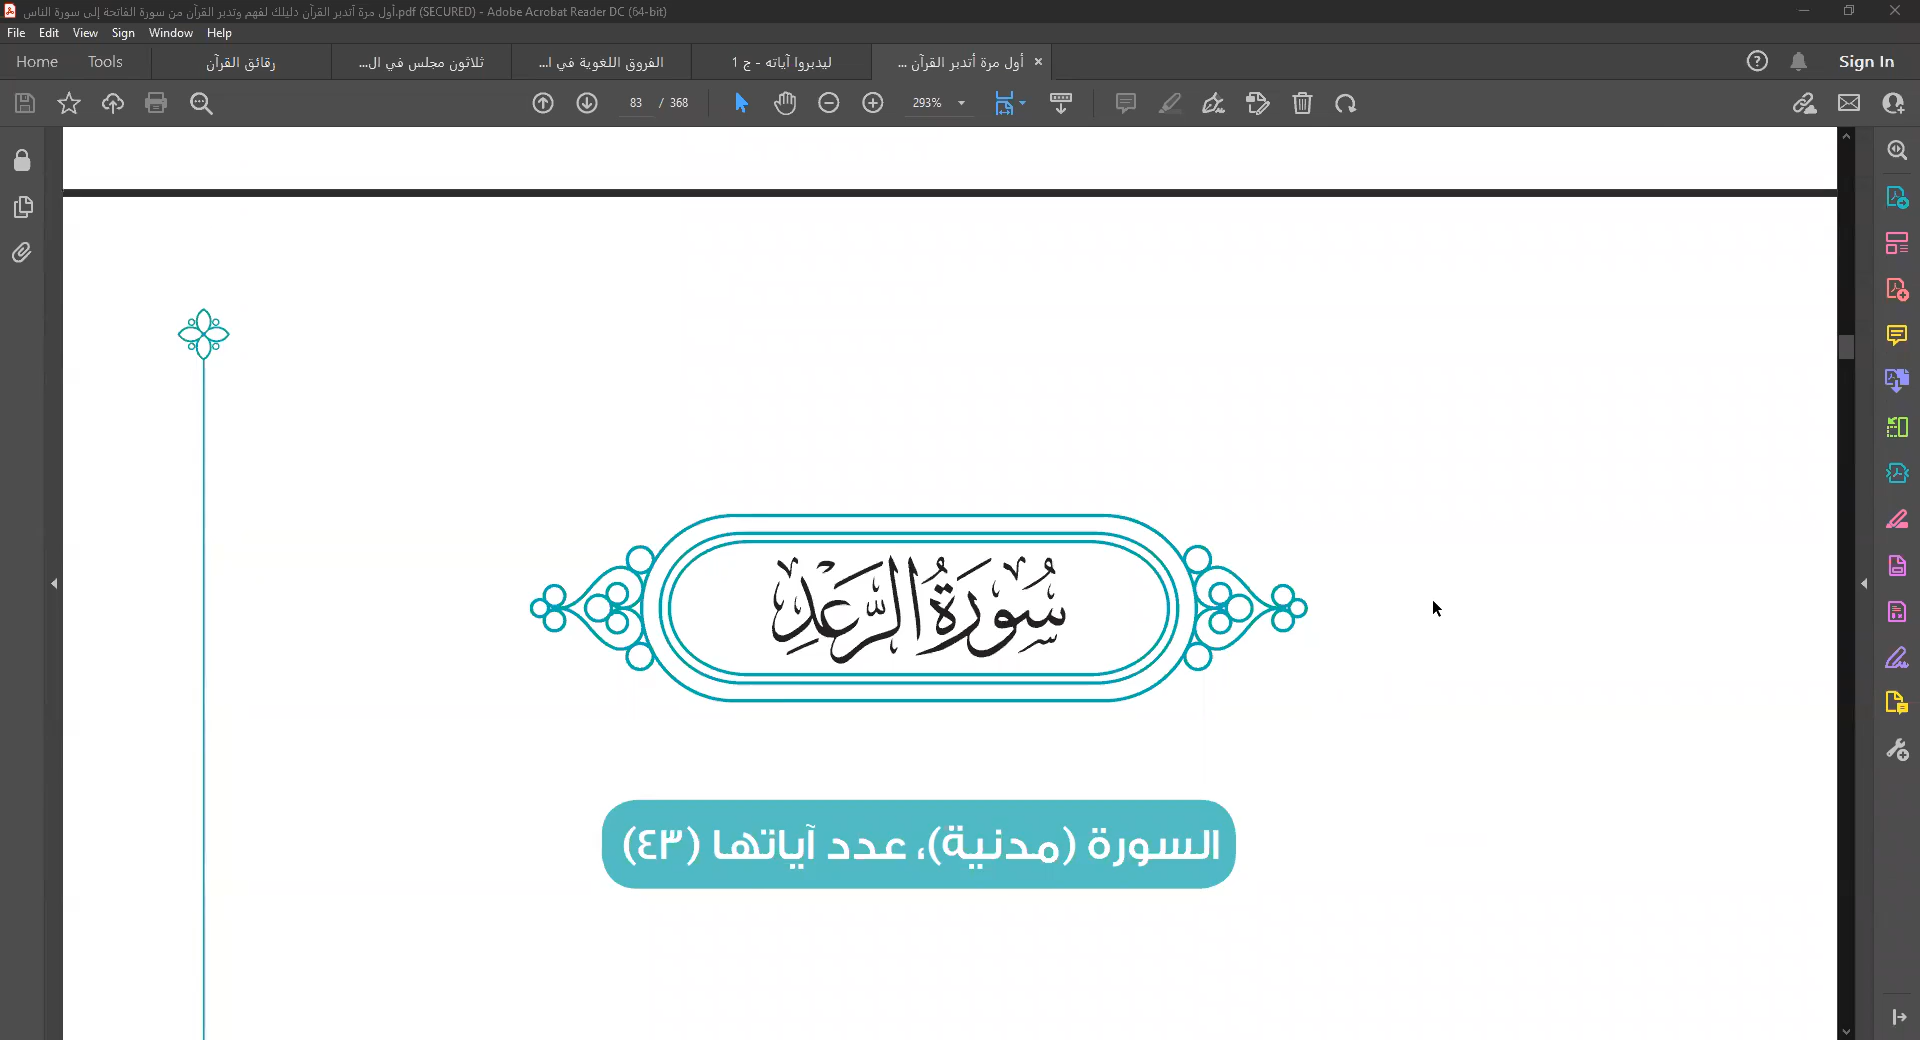 أول مرة أتدبر القرآن دليلك لفهم وتدبر القرآن من سورة الفاتحة إلى سورة الناس.pdf (SECURED) - Adobe Acrobat Reader DC (64-bit)
File Edit View Sign Window Help
Home Tools رقائق القرآن ثلاثون مجلس في ال... الفروق اللغوية في ا... ليدبروا آياته - ج 1 أول مرة أتدبر القرآن ... × Sign In
83 / 368 293%
سُورَةُ الرَّعْدِ
السورة (مدنية)، عدد آياتها (٤٣)